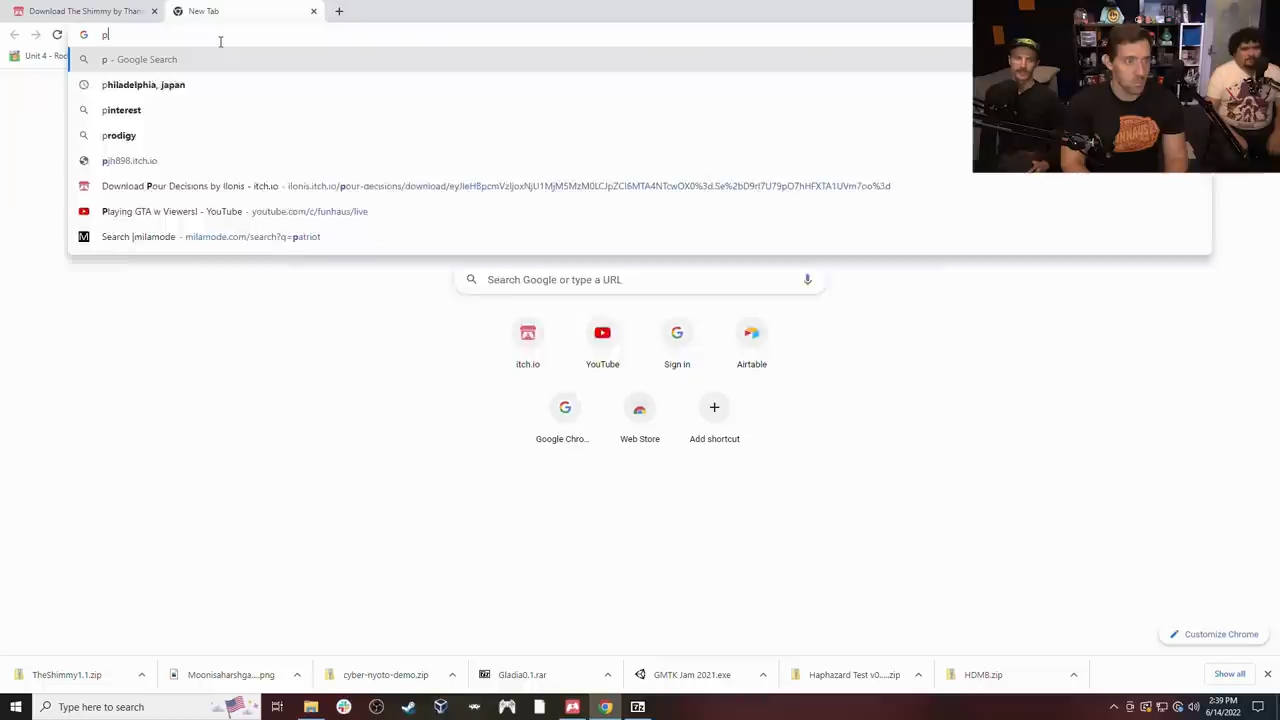 Download The Shimmy by Than
New Tab
p
Unit 4 - Roc
p - Google Search
philadelphia, japan
pinterest
prodigy
pjh898.itch.io
Download Pour Decisions by Ilonis - itch.io - ilonis.itch.io/pour-decisions/download/
Playing GTA w Viewers! - YouTube - youtube.com/c/funhaus/live
Search |milamode - milamode.com/search?q=patriot
Search Google or type a URL
itch.io YouTube Sign in Airtable
Google Chro... Web Store Add shortcut
Customize Chrome
TheShimmy1.1.zip Moonisaharshga....png cyber-nyoto-demo.zip Gladia0.1.rar GMTK Jam 2021.exe Haphazard Test v0.....zip HDMB.zip Show all
Type here to search
2:39 PM
6/14/2022